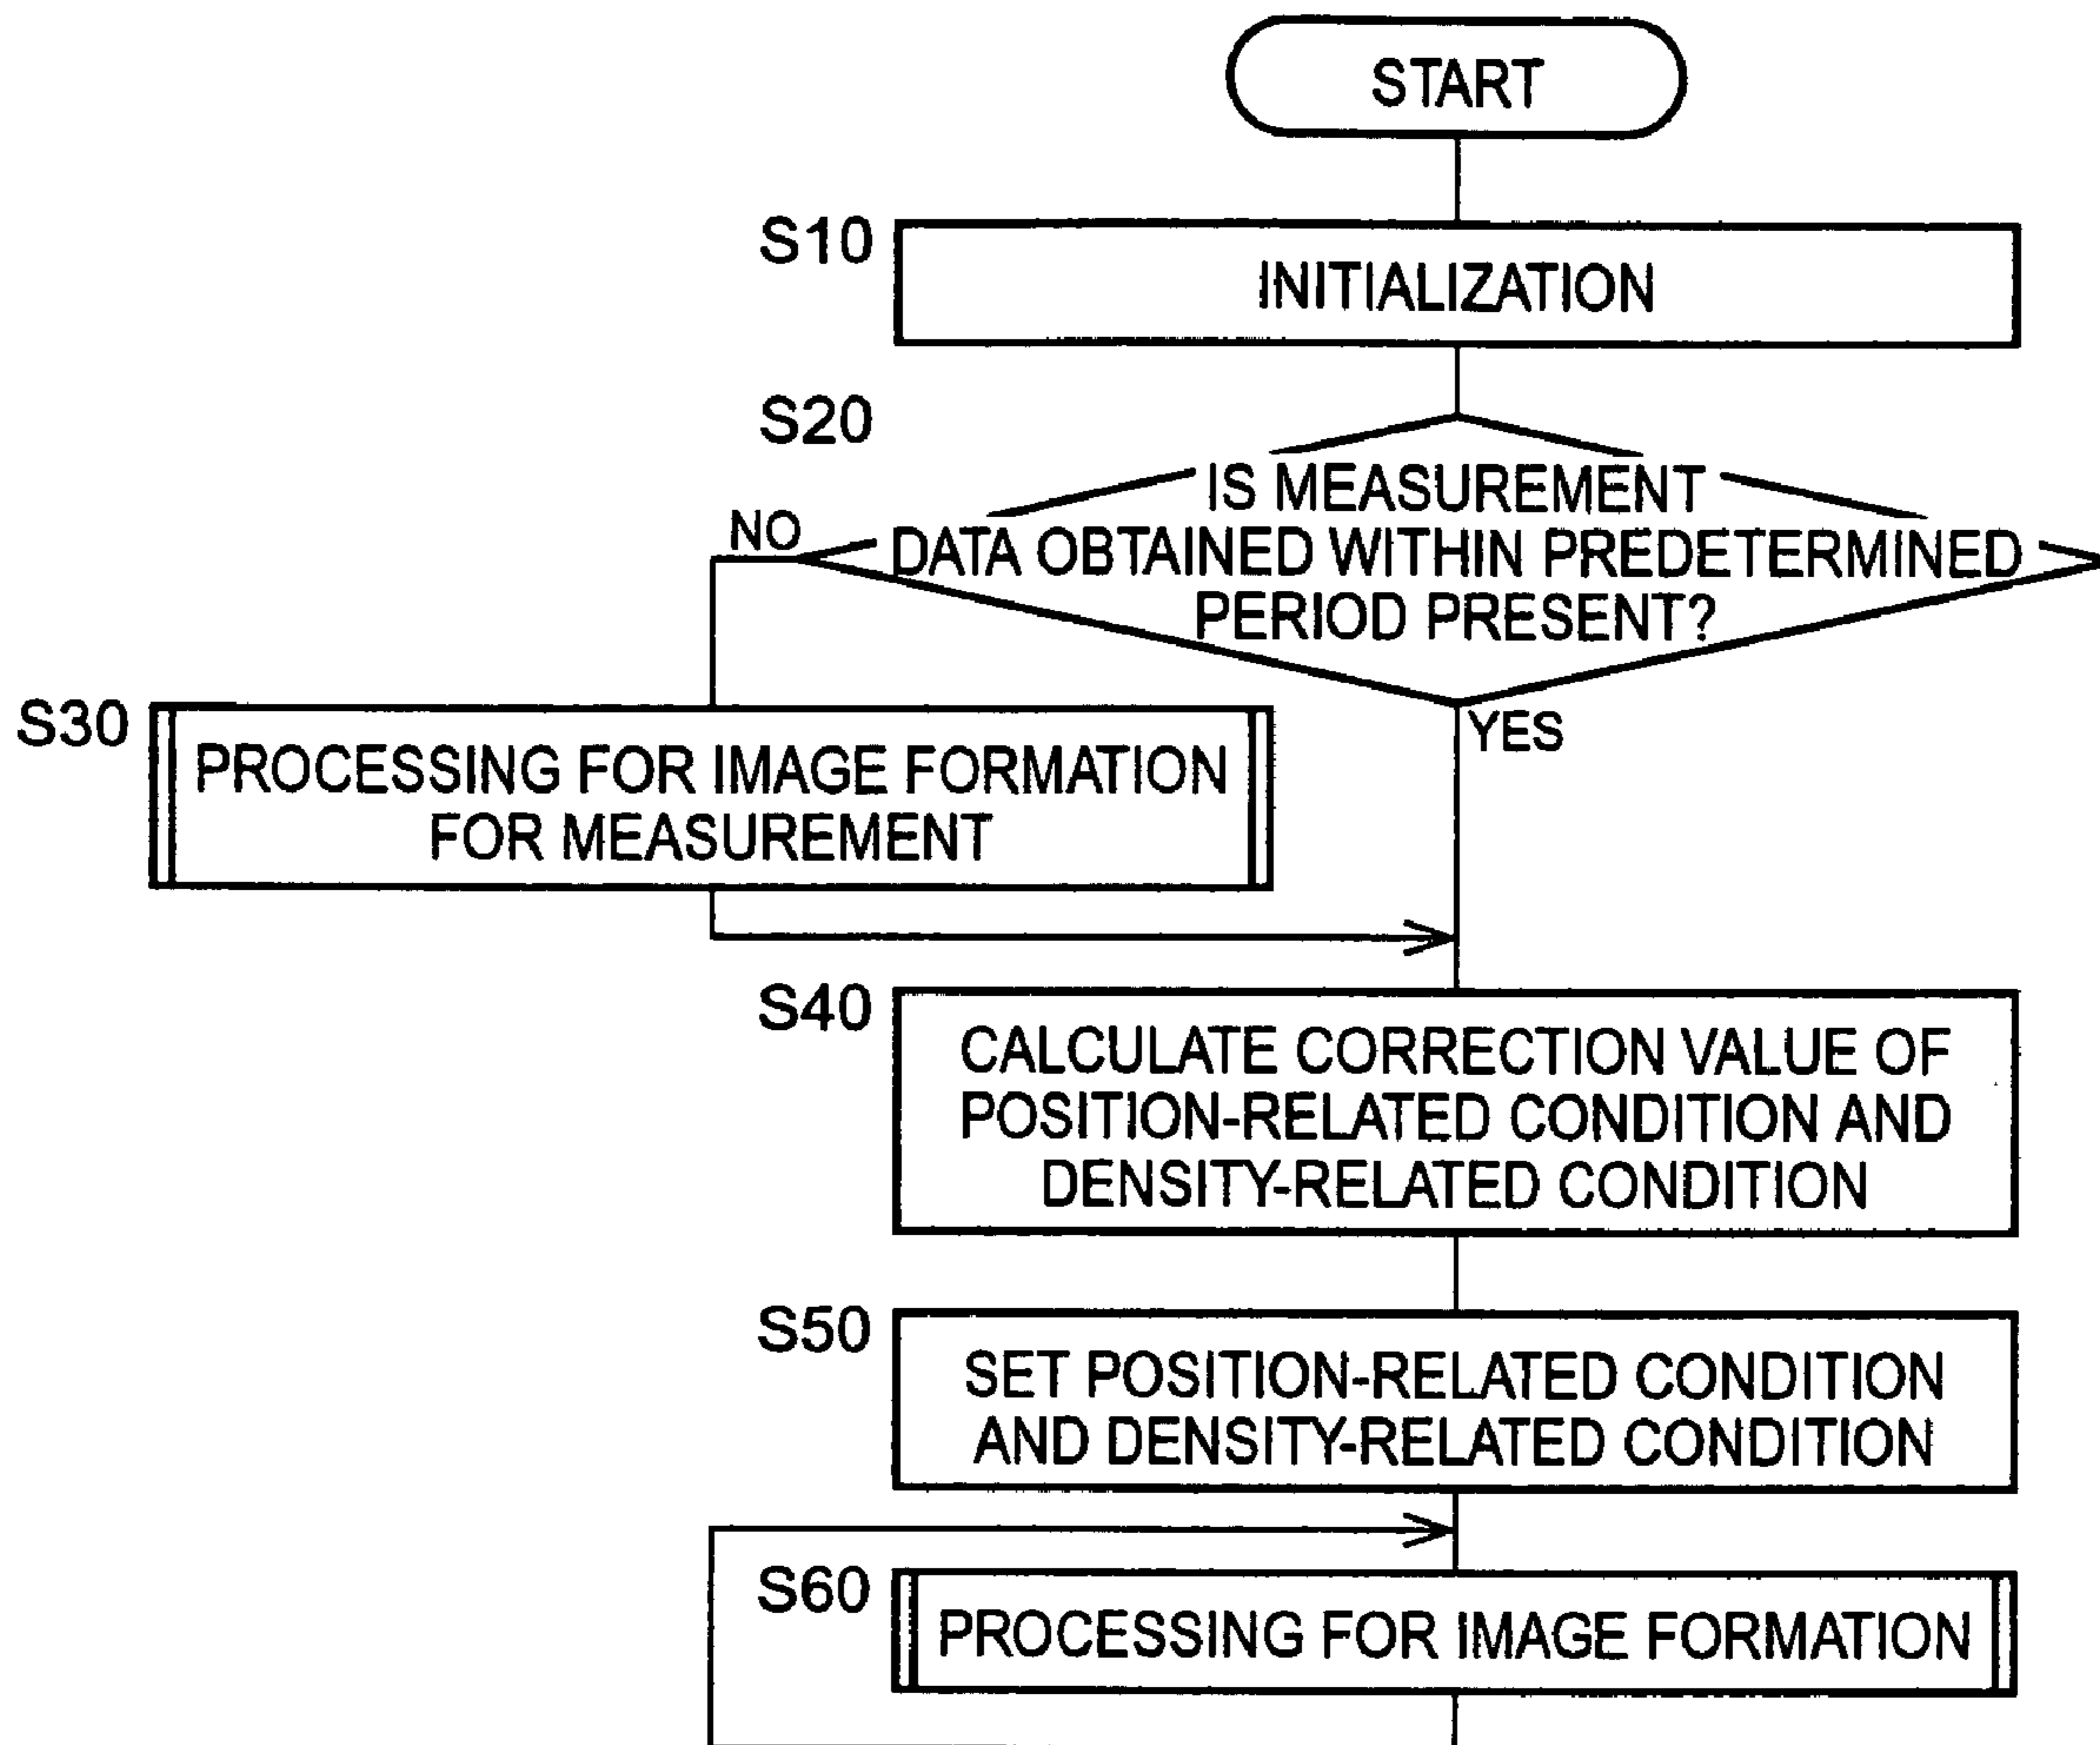 START
S10
INITIALIZATION
S20
IS MEASUREMENT
DATA OBTAINED WITHIN PREDETERMINED
PERIOD PRESENT?
NO
YES
S30
PROCESSING FOR IMAGE FORMATION
FOR MEASUREMENT
S40
CALCULATE CORRECTION VALUE OF
POSITION-RELATED CONDITION AND
DENSITY-RELATED CONDITION
S50
SET POSITION-RELATED CONDITION
AND DENSITY-RELATED CONDITION
S60
PROCESSING FOR IMAGE FORMATION